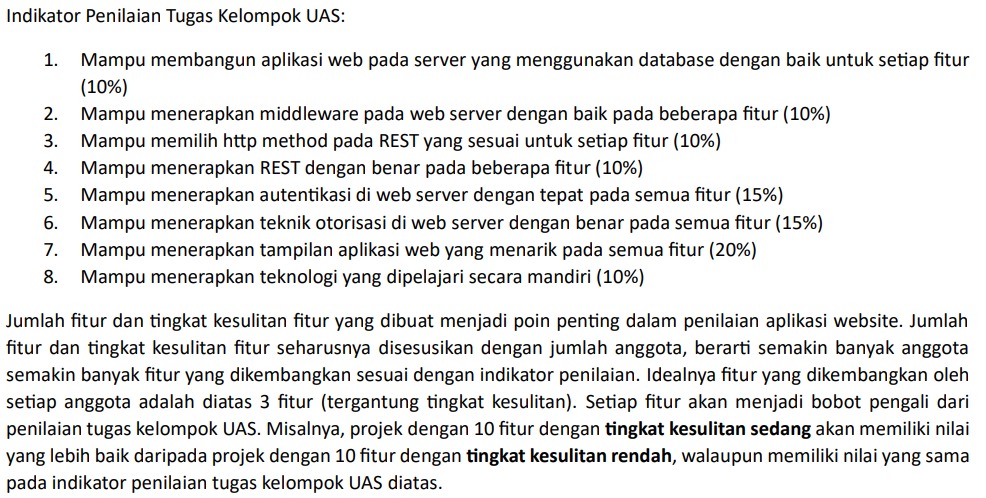 Indikator Penilaian Tugas Kelompok UAS:
1. Mampu membangun aplikasi web pada server yang menggunakan database dengan baik untuk setiap fitur
(10%)
2. Mampu menerapkan middleware pada web server dengan baik pada beberapa fitur (10%)
3. Mampu memilih http method pada REST yang sesuai untuk setiap fitur (10%)
4. Mampu menerapkan REST dengan benar pada beberapa fitur (10%)
5. Mampu menerapkan autentikasi di web server dengan tepat pada semua fitur (15%)
6. Mampu menerapkan teknik otorisasi di web server dengan benar pada semua fitur (15%)
7. Mampu menerapkan tampilan aplikasi web yang menarik pada semua fitur (20%)
8. Mampu menerapkan teknologi yang dipelajari secara mandiri (10%)
Jumlah fitur dan tingkat kesulitan fitur yang dibuat menjadi poin penting dalam penilaian aplikasi website. Jumlah
fitur dan tingkat kesulitan fitur seharusnya disesusikan dengan jumlah anggota, berarti semakin banyak anggota
semakin banyak fitur yang dikembangkan sesuai dengan indikator penilaian. Idealnya fitur yang dikembangkan oleh
setiap anggota adalah diatas 3 fitur (tergantung tingkat kesulitan). Setiap fitur akan menjadi bobot pengali dari
penilaian tugas kelompok UAS. Misalnya, projek dengan 10 fitur dengan tingkat kesulitan sedang akan memiliki nilai
yang lebih baik daripada projek dengan 10 fitur dengan tingkat kesulitan rendah, walaupun memiliki nilai yang sama
pada indikator penilaian tugas kelompok UAS diatas.